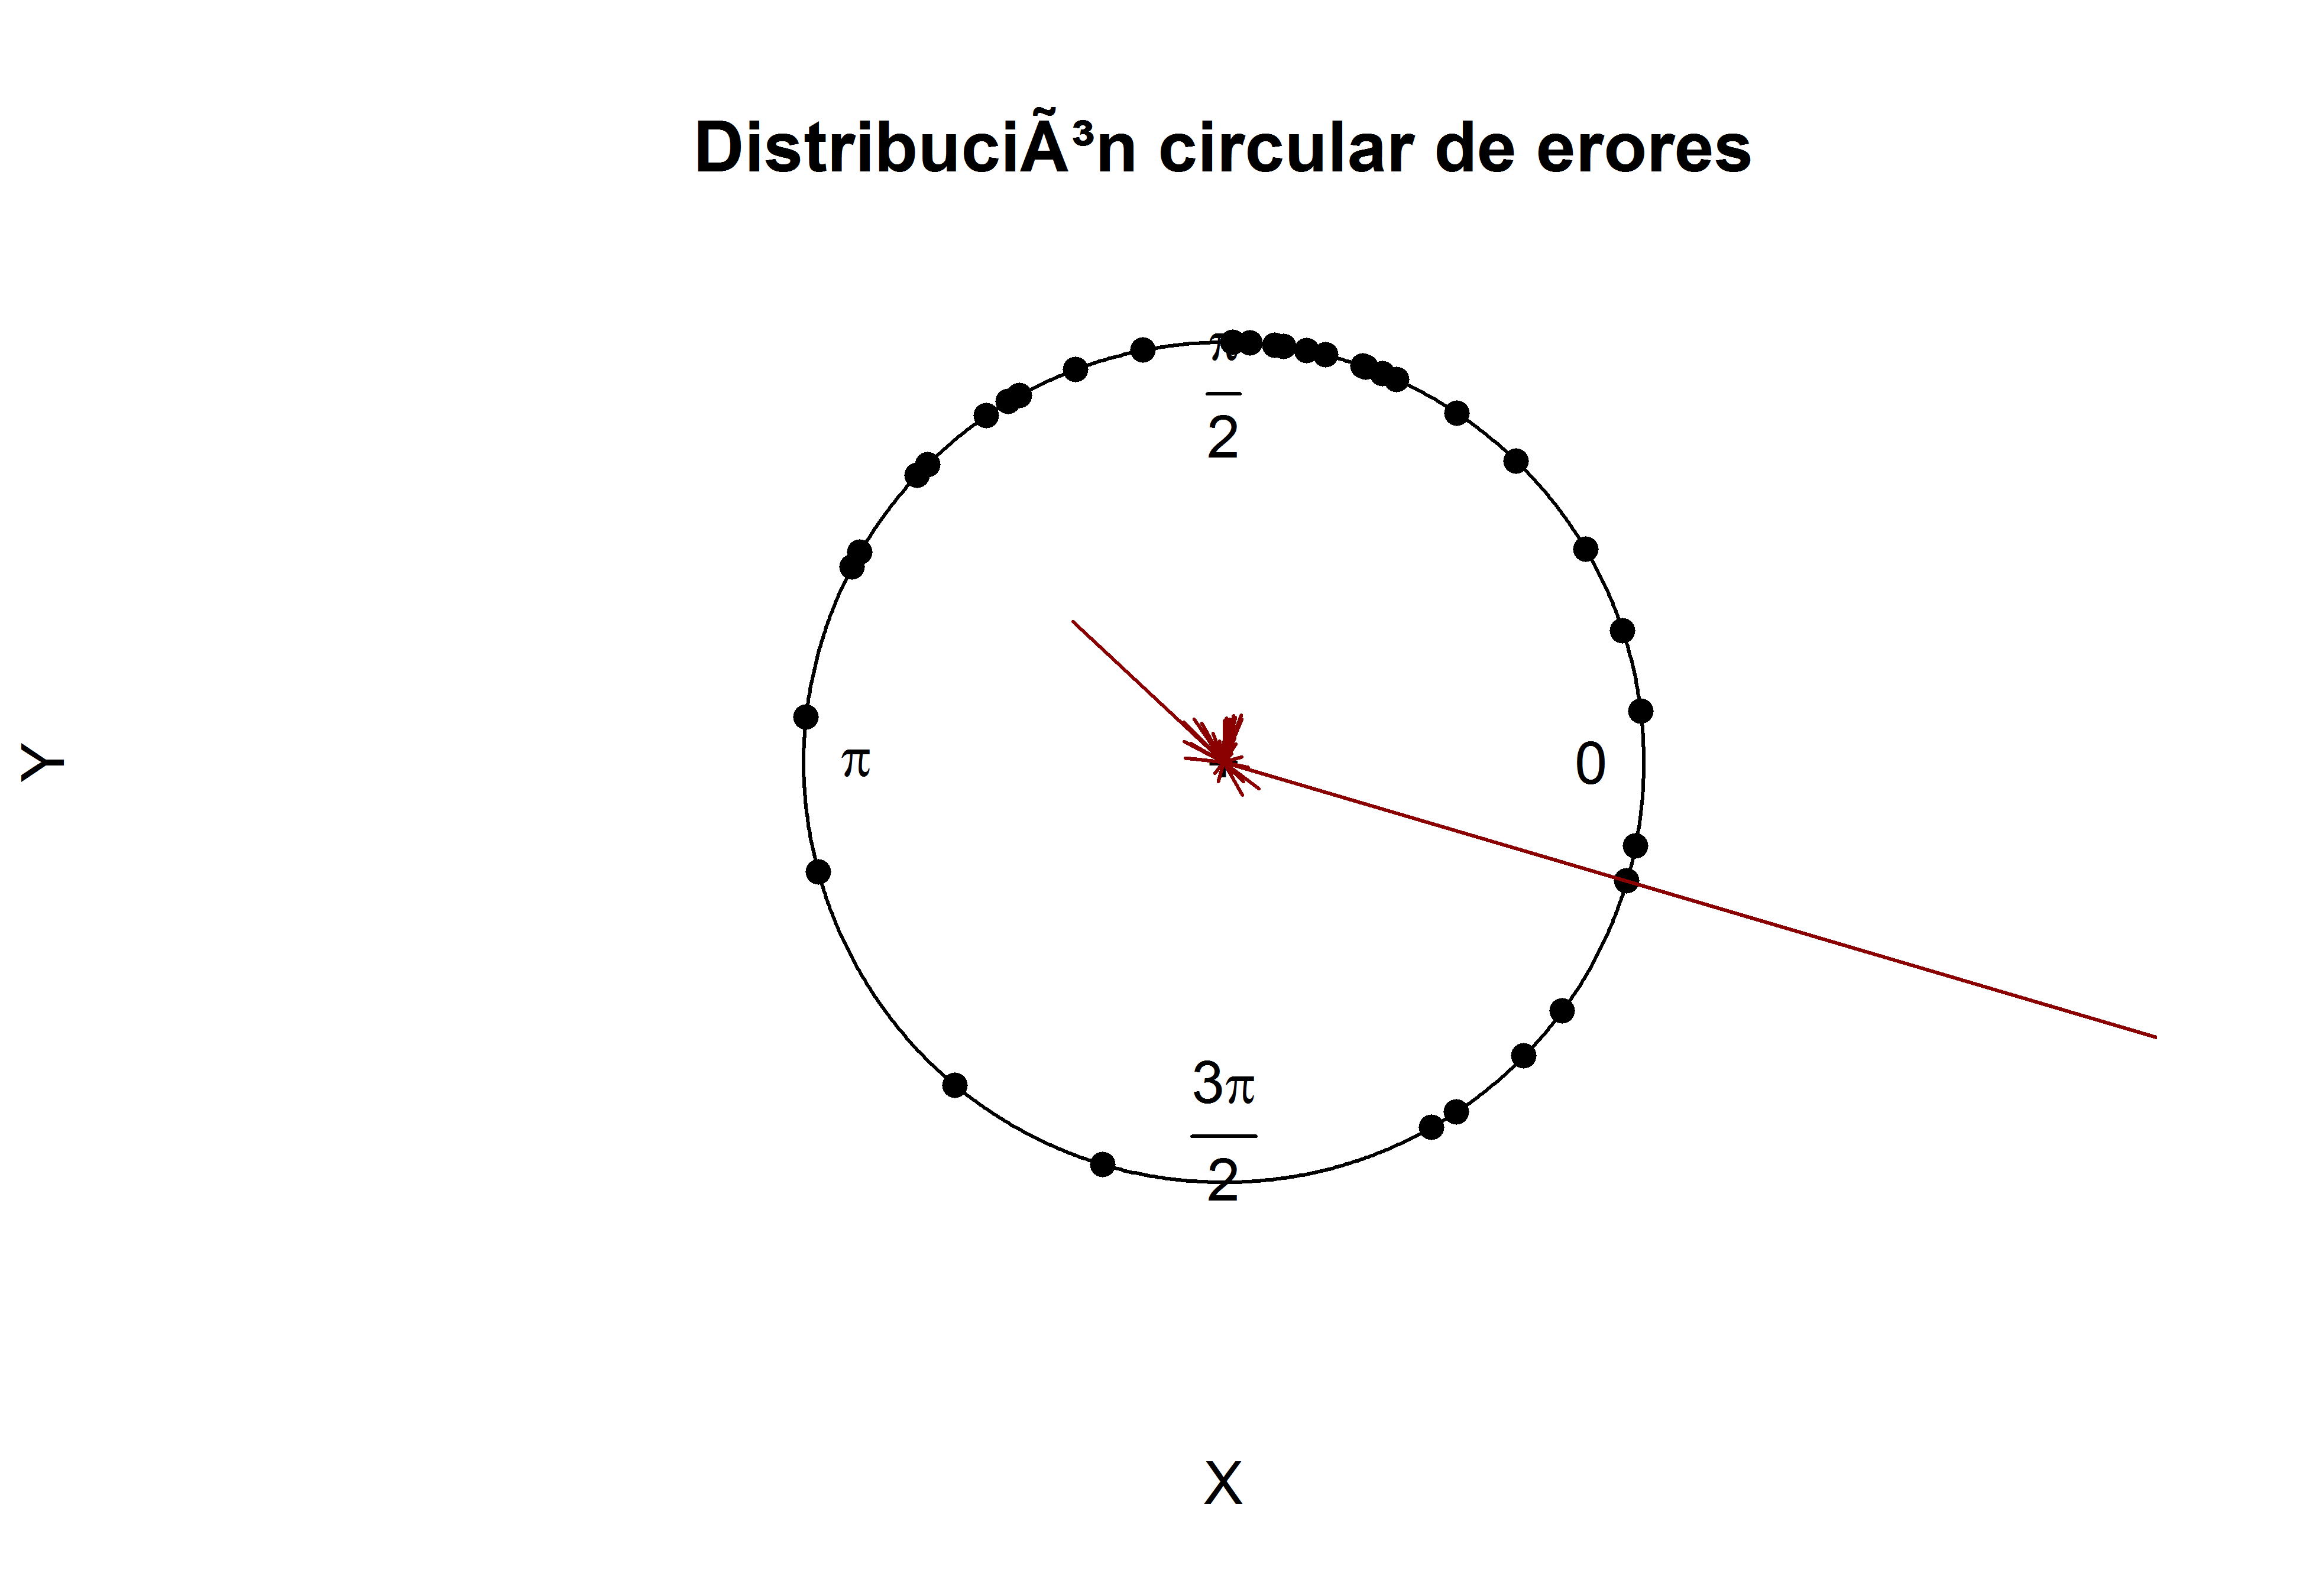 DistribuciÃ³n circular de erores
π
2
Y
π
0
3π
2
X